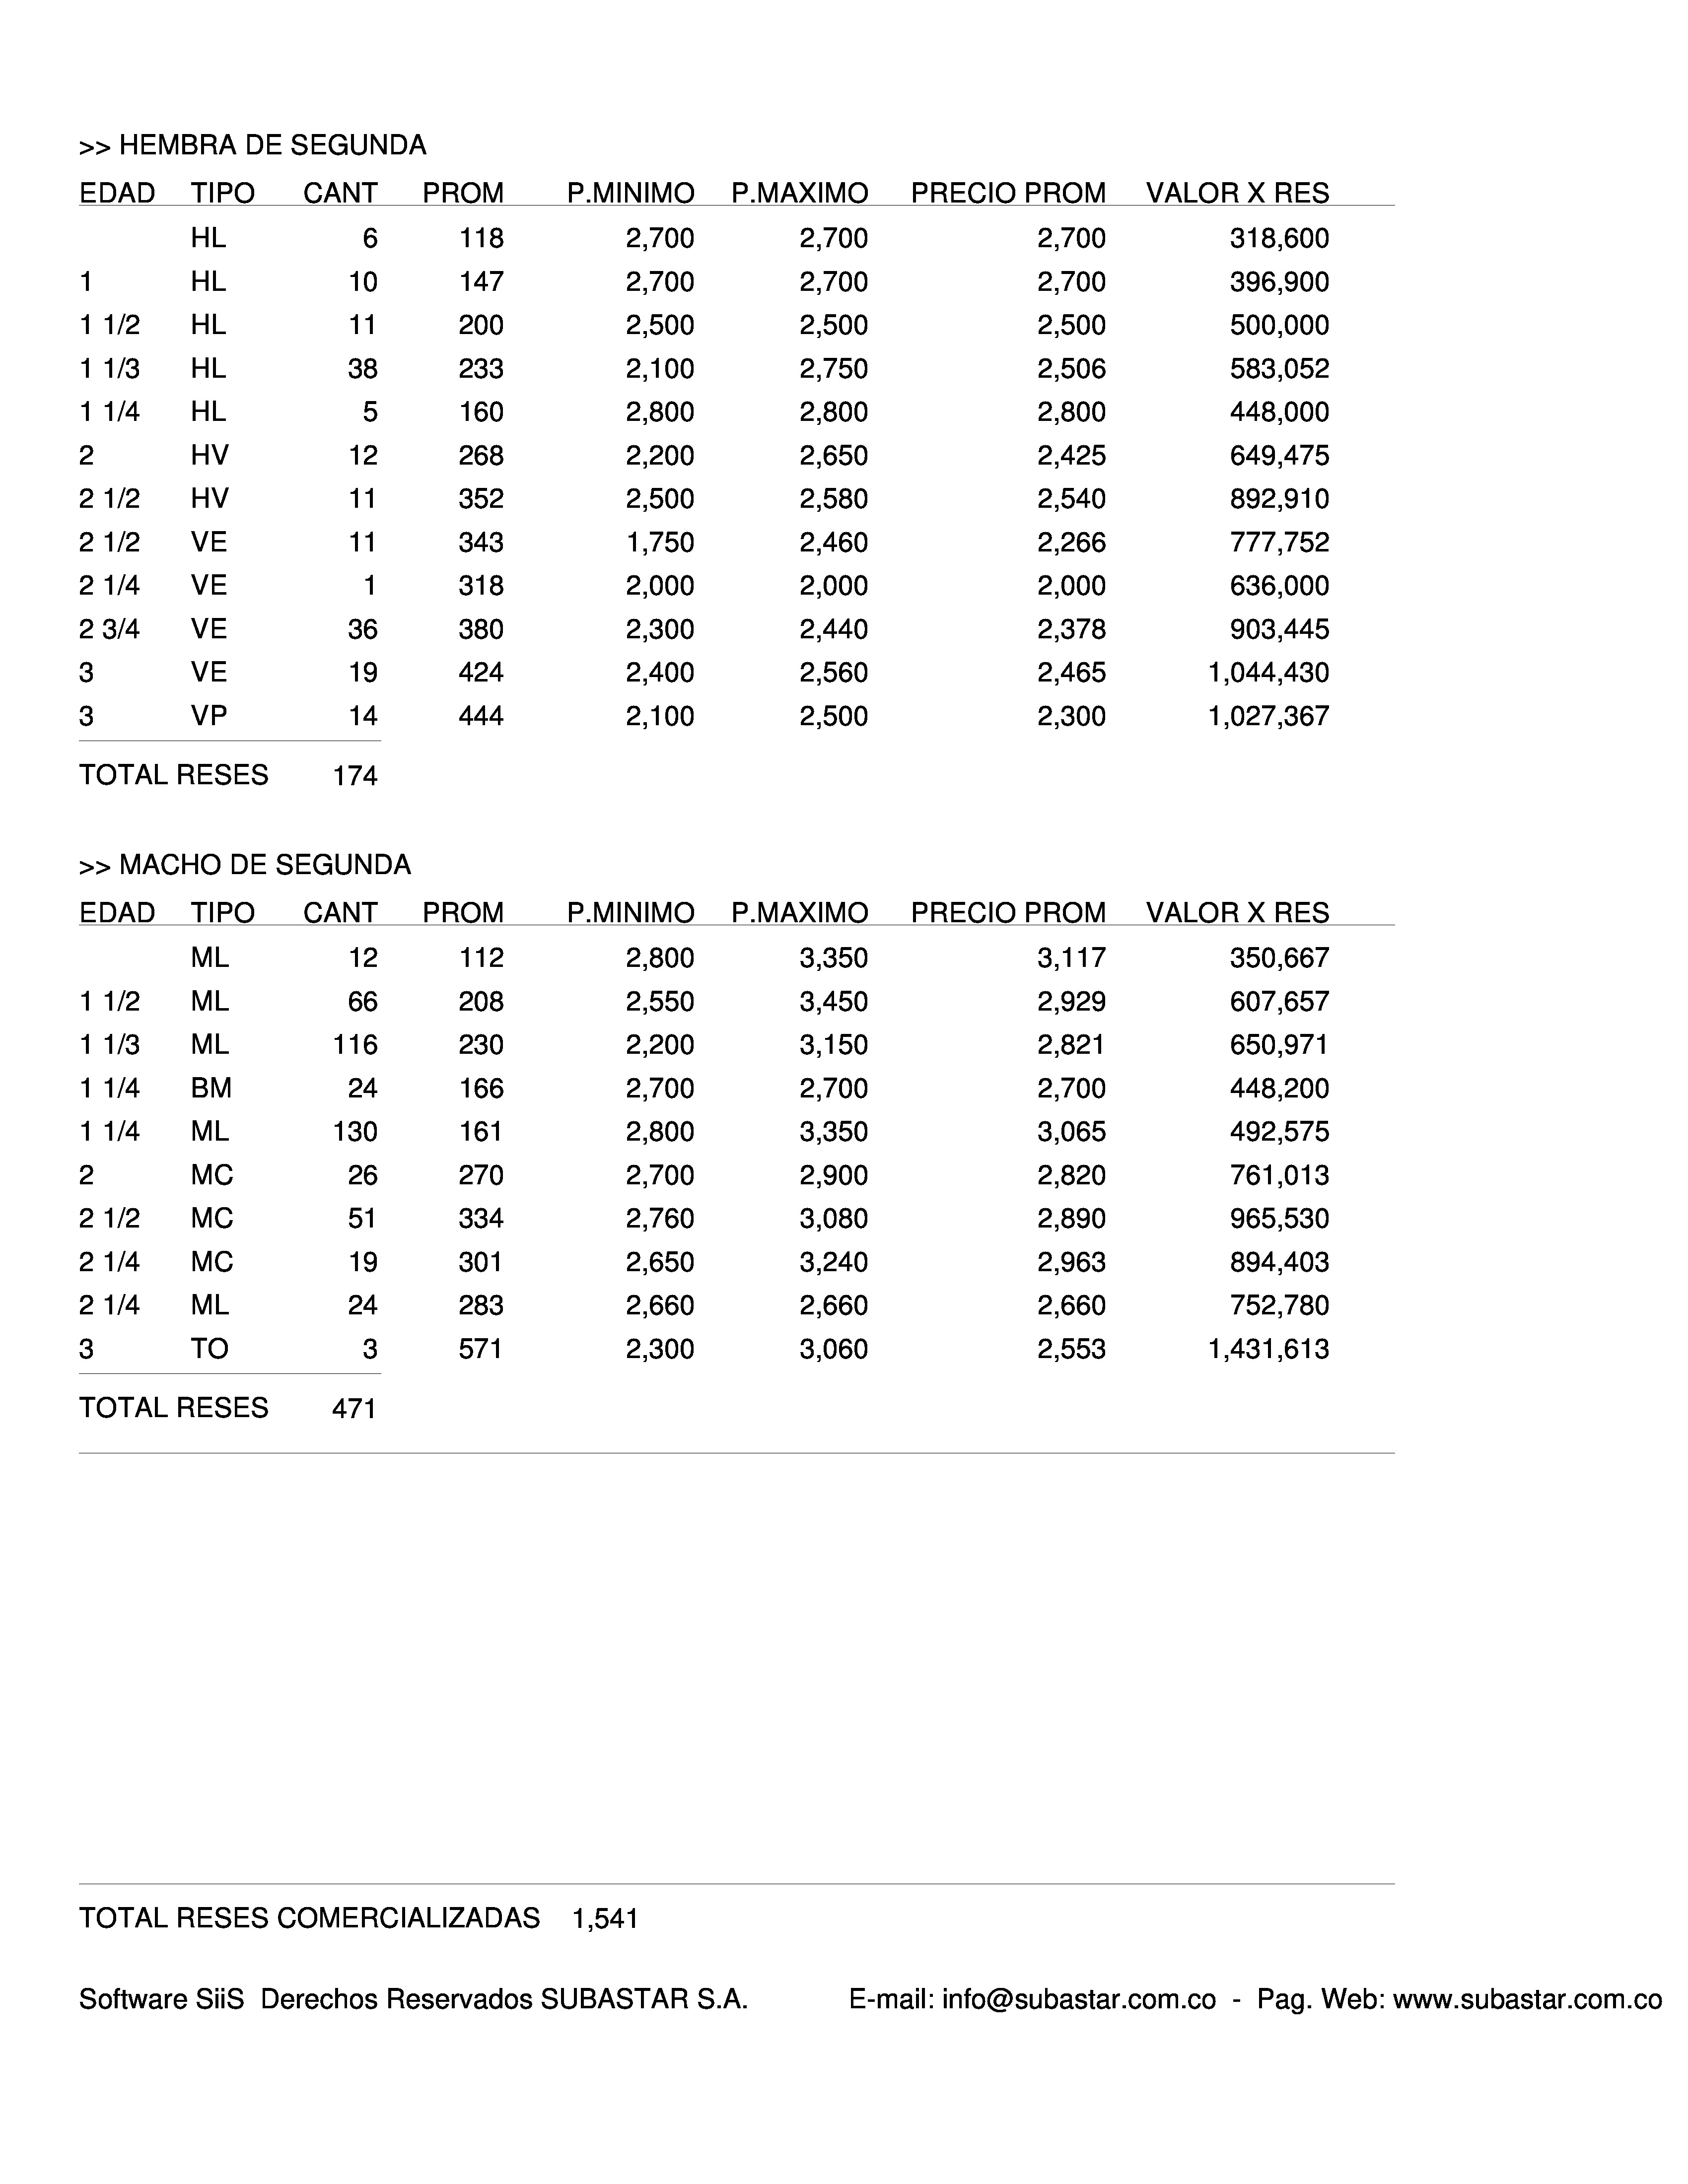 >> HEMBRA DE SEGUNDA
EDAD TIPO CANT PROM P.MINIMO P.MAXIMO PRECIO PROM VALOR X RES
HL 6 118 2,700 2,700 2,700 318,600
1 HL 10 147 2,700 2,700 2,700 396,900
1 1/2 HL 11 200 2,500 2,500 2,500 500,000
1 1/3 HL 38 233 2,100 2,750 2,506 583,052
1 1/4 HL 5 160 2,800 2,800 2,800 448,000
2 HV 12 268 2,200 2,650 2,425 649,475
2 1/2 HV 11 352 2,500 2,580 2,540 892,910
2 1/2 VE 11 343 1,750 2,460 2,266 777,752
2 1/4 VE 1 318 2,000 2,000 2,000 636,000
2 3/4 VE 36 380 2,300 2,440 2,378 903,445
3 VE 19 424 2,400 2,560 2,465 1,044,430
3 VP 14 444 2,100 2,500 2,300 1,027,367
TOTAL RESES 174
>> MACHO DE SEGUNDA
EDAD TIPO CANT PROM P.MINIMO P.MAXIMO PRECIO PROM VALOR X RES
ML 12 112 2,800 3,350 3,117 350,667
1 1/2 ML 66 208 2,550 3,450 2,929 607,657
1 1/3 ML 116 230 2,200 3,150 2,821 650,971
1 1/4 BM 24 166 2,700 2,700 2,700 448,200
1 1/4 ML 130 161 2,800 3,350 3,065 492,575
2 MC 26 270 2,700 2,900 2,820 761,013
2 1/2 MC 51 334 2,760 3,080 2,890 965,530
2 1/4 MC 19 301 2,650 3,240 2,963 894,403
2 1/4 ML 24 283 2,660 2,660 2,660 752,780
3 TO 3 571 2,300 3,060 2,553 1,431,613
TOTAL RESES 471
TOTAL RESES COMERCIALIZADAS 1,541
Software SiiS Derechos Reservados SUBASTAR S.A. E-mail: info@subastar.com.co - Pag. Web: www.subastar.com.co